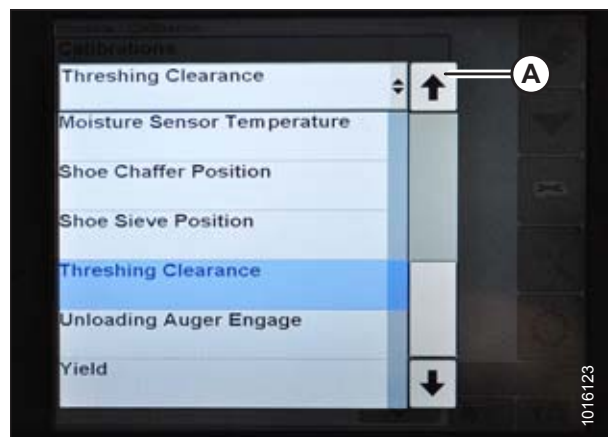 Calibrations
Threshing Clearance
A
Moisture Sensor Temperature
Shoe Chaffer Position
Shoe Sieve Position
Threshing Clearance
Unloading Auger Engage
Yield
1016123